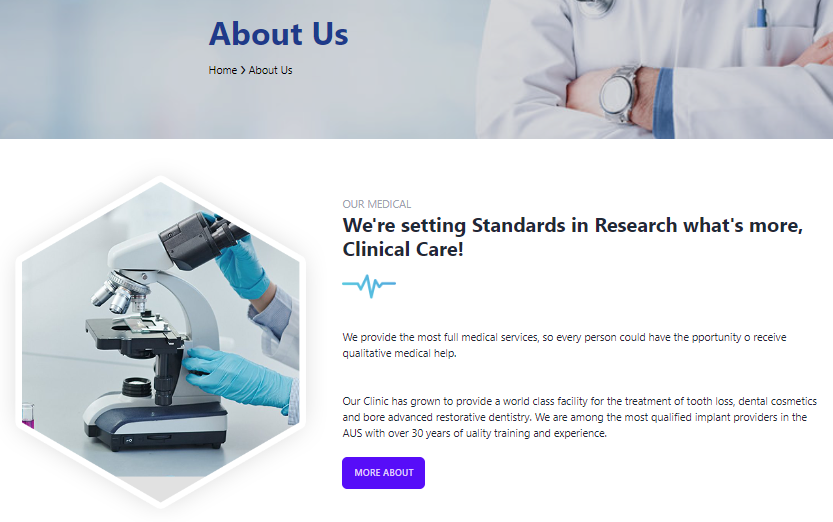 About Us
Home > About Us
OUR MEDICAL
We're setting Standards in Research what's more,
Clinical Care!
We provide the most full medical services, so every person could have the pportunity o receive
qualitative medical help.
Our Clinic has grown to provide a world class facility for the treatment of tooth loss, dental cosmetics
and bore advanced restorative dentistry. We are among the most qualified implant providers in the
AUS with over 30 years of uality training and experience.
MORE ABOUT